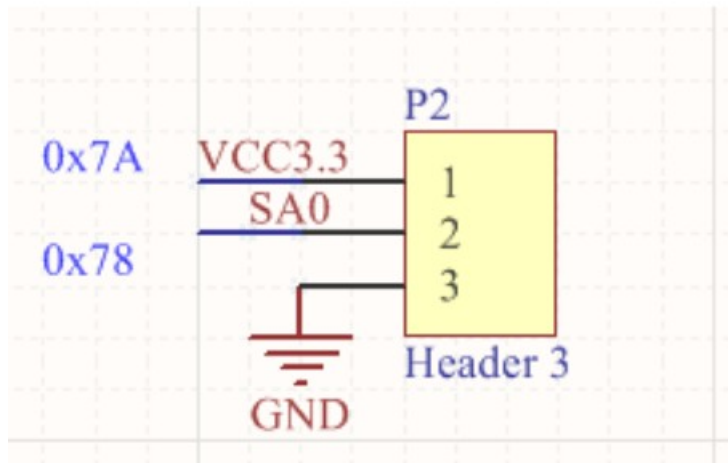 P2
0x7A VCC3.3 1
SA0 2
0x78
3
Header 3
GND